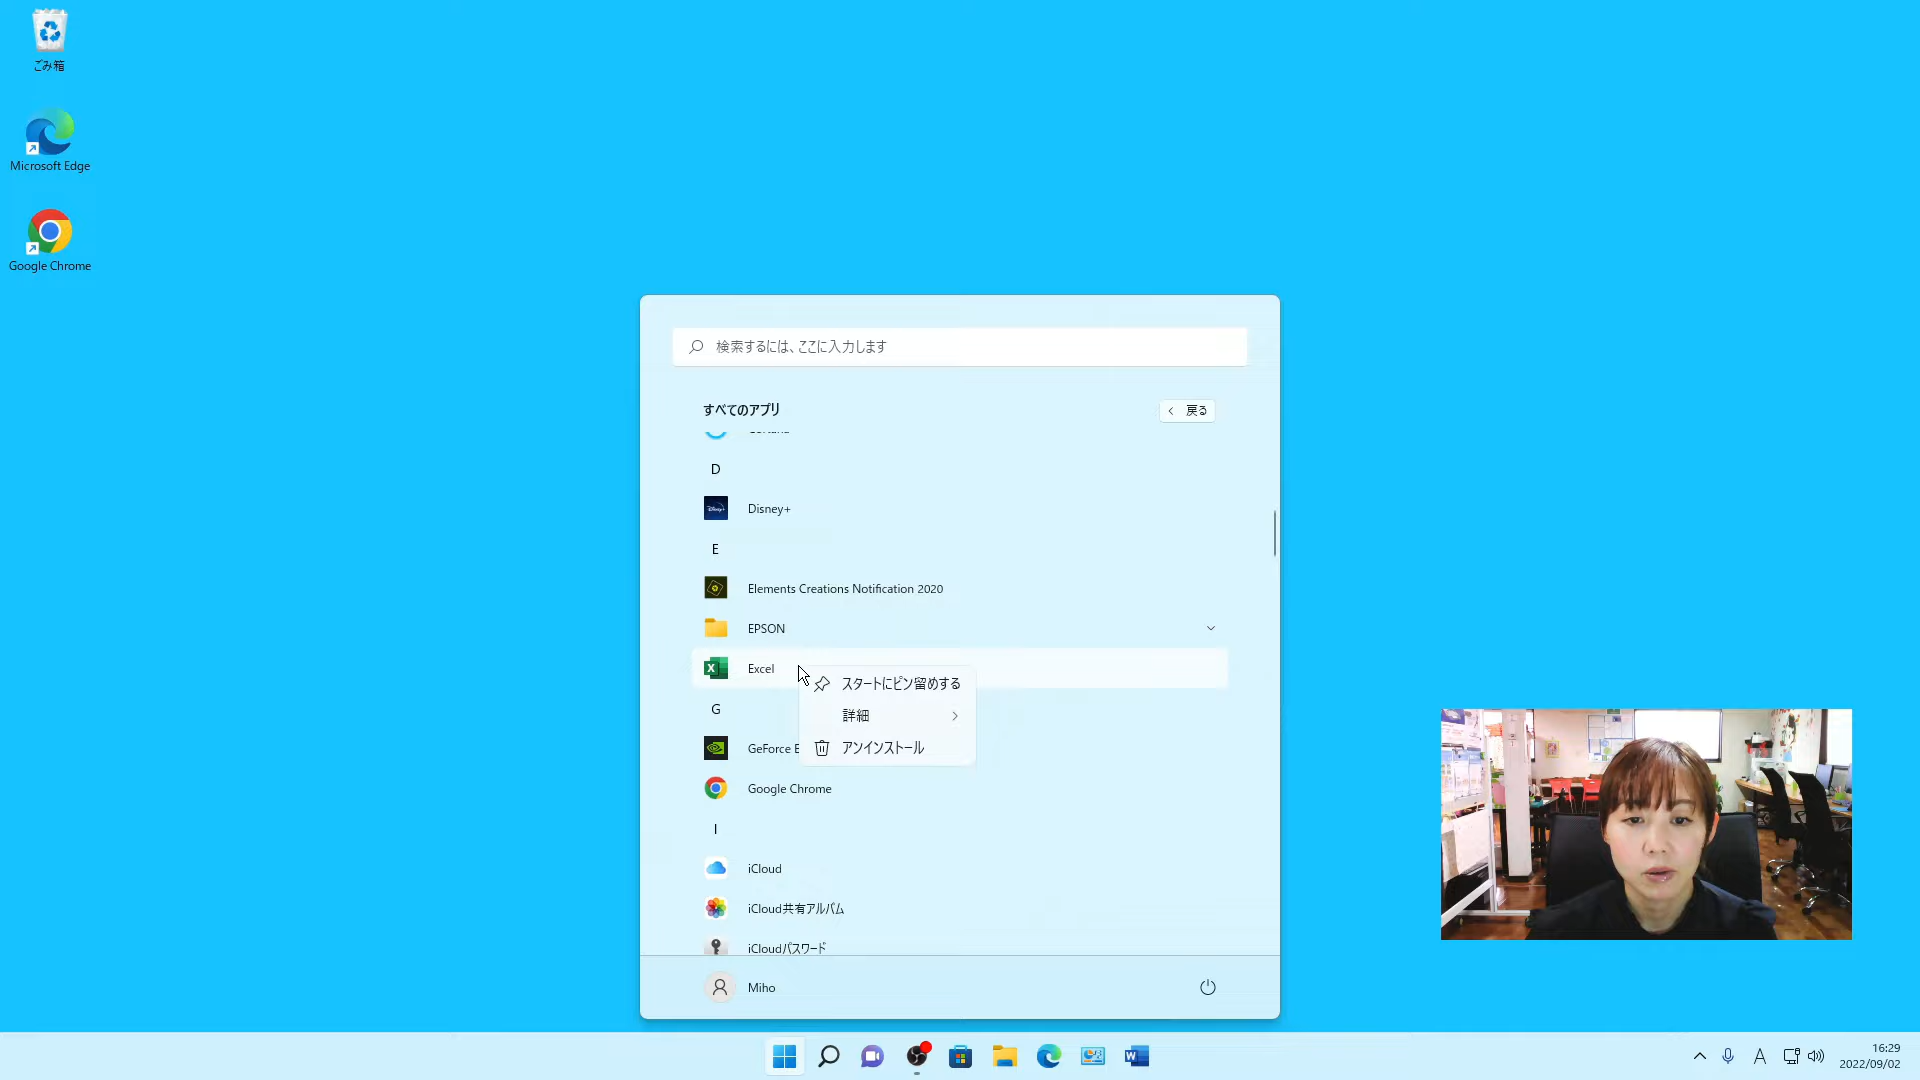 ごみ箱
Microsoft Edge
Google Chrome
検索するには、ここに入力します
すべてのアプリ
戻る
D
Disney+
E
Elements Creations Notification 2020
EPSON
Excel
スタートにピン留めする
G
詳細
GeForce E
アンインストール
Google Chrome
I
iCloud
iCloud共有アルバム
iCloudパスワード
Miho
A
16:29
2022/09/02